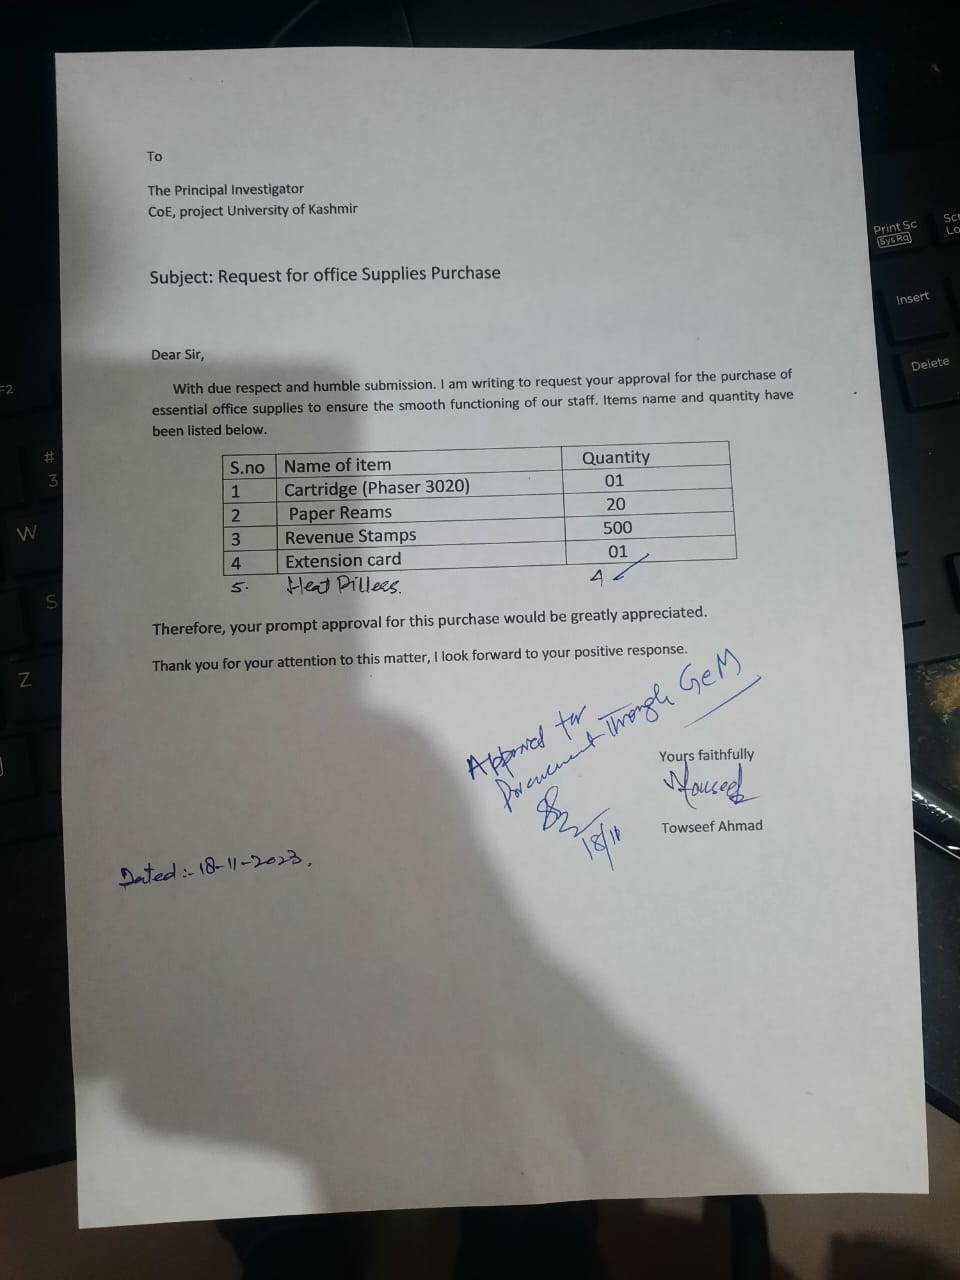 To
The Principal Investigator
CoE, project University of Kashmir
Subject: Request for office Supplies Purchase
Dear Sir,
With due respect and humble submission. I am writing to request your approval for the purchase of
essential office supplies to ensure the smooth functioning of our staff. Items name and quantity have
been listed below.
S.no Name of item Quantity
1 Cartridge (Phaser 3020) 01
2 Paper Reams 20
3 Revenue Stamps 500
4 Extension card 01
5. Heat Pillers. 4
Therefore, your prompt approval for this purchase would be greatly appreciated.
Thank you for your attention to this matter, I look forward to your positive response.
Approved for
Procurement Through GeM
18/11
Yours faithfully
Towseef
Towseef Ahmad
Dated :- 18-11-2023.
Print Sc
SysRq
Insert
Delete
F2
#
3
W
S
Z